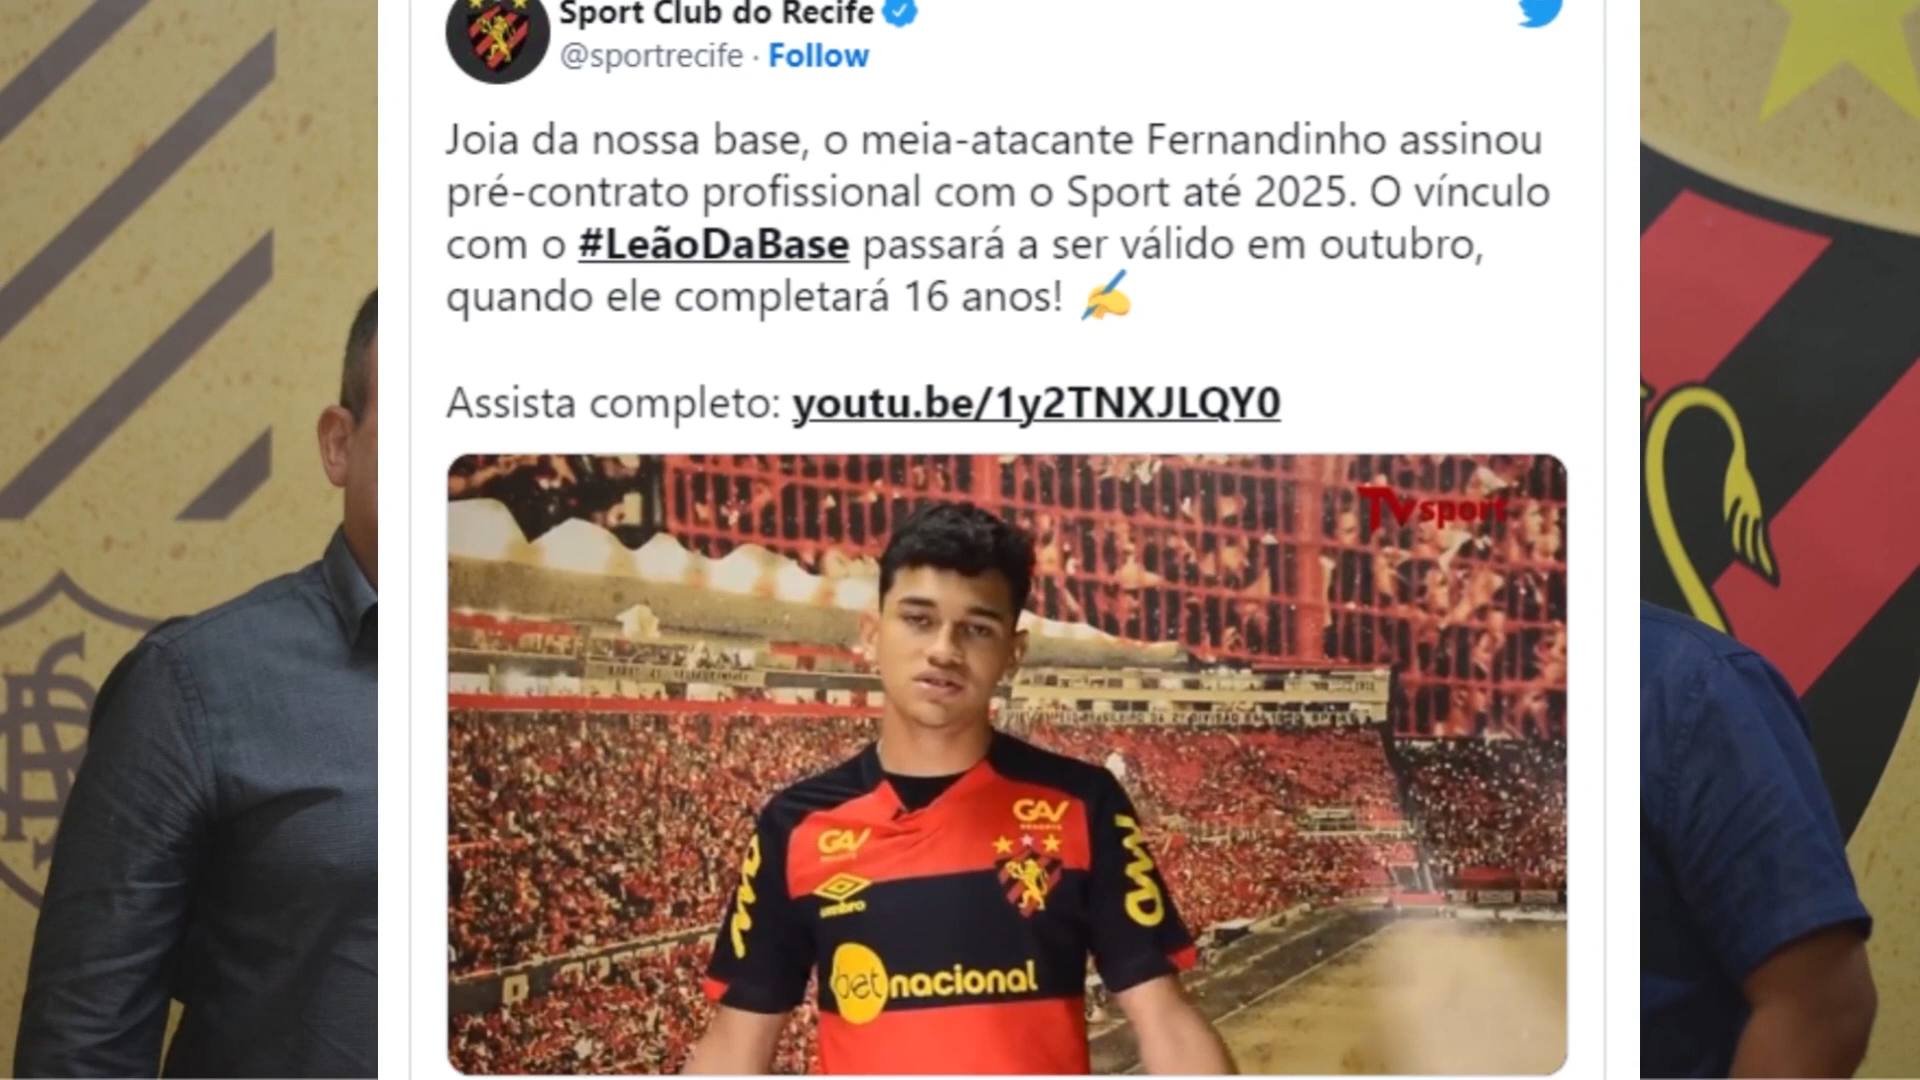 Sport Club do Recife
@sportrecife · Follow
Joia da nossa base, o meia-atacante Fernandinho assinou
pré-contrato profissional com o Sport até 2025. O vínculo
com o #LeãoDaBase passará a ser válido em outubro,
quando ele completará 16 anos!
Assista completo: youtu.be/1y2TNXJLQY0
TV sport
GAV
GAV
umbro
betnacional